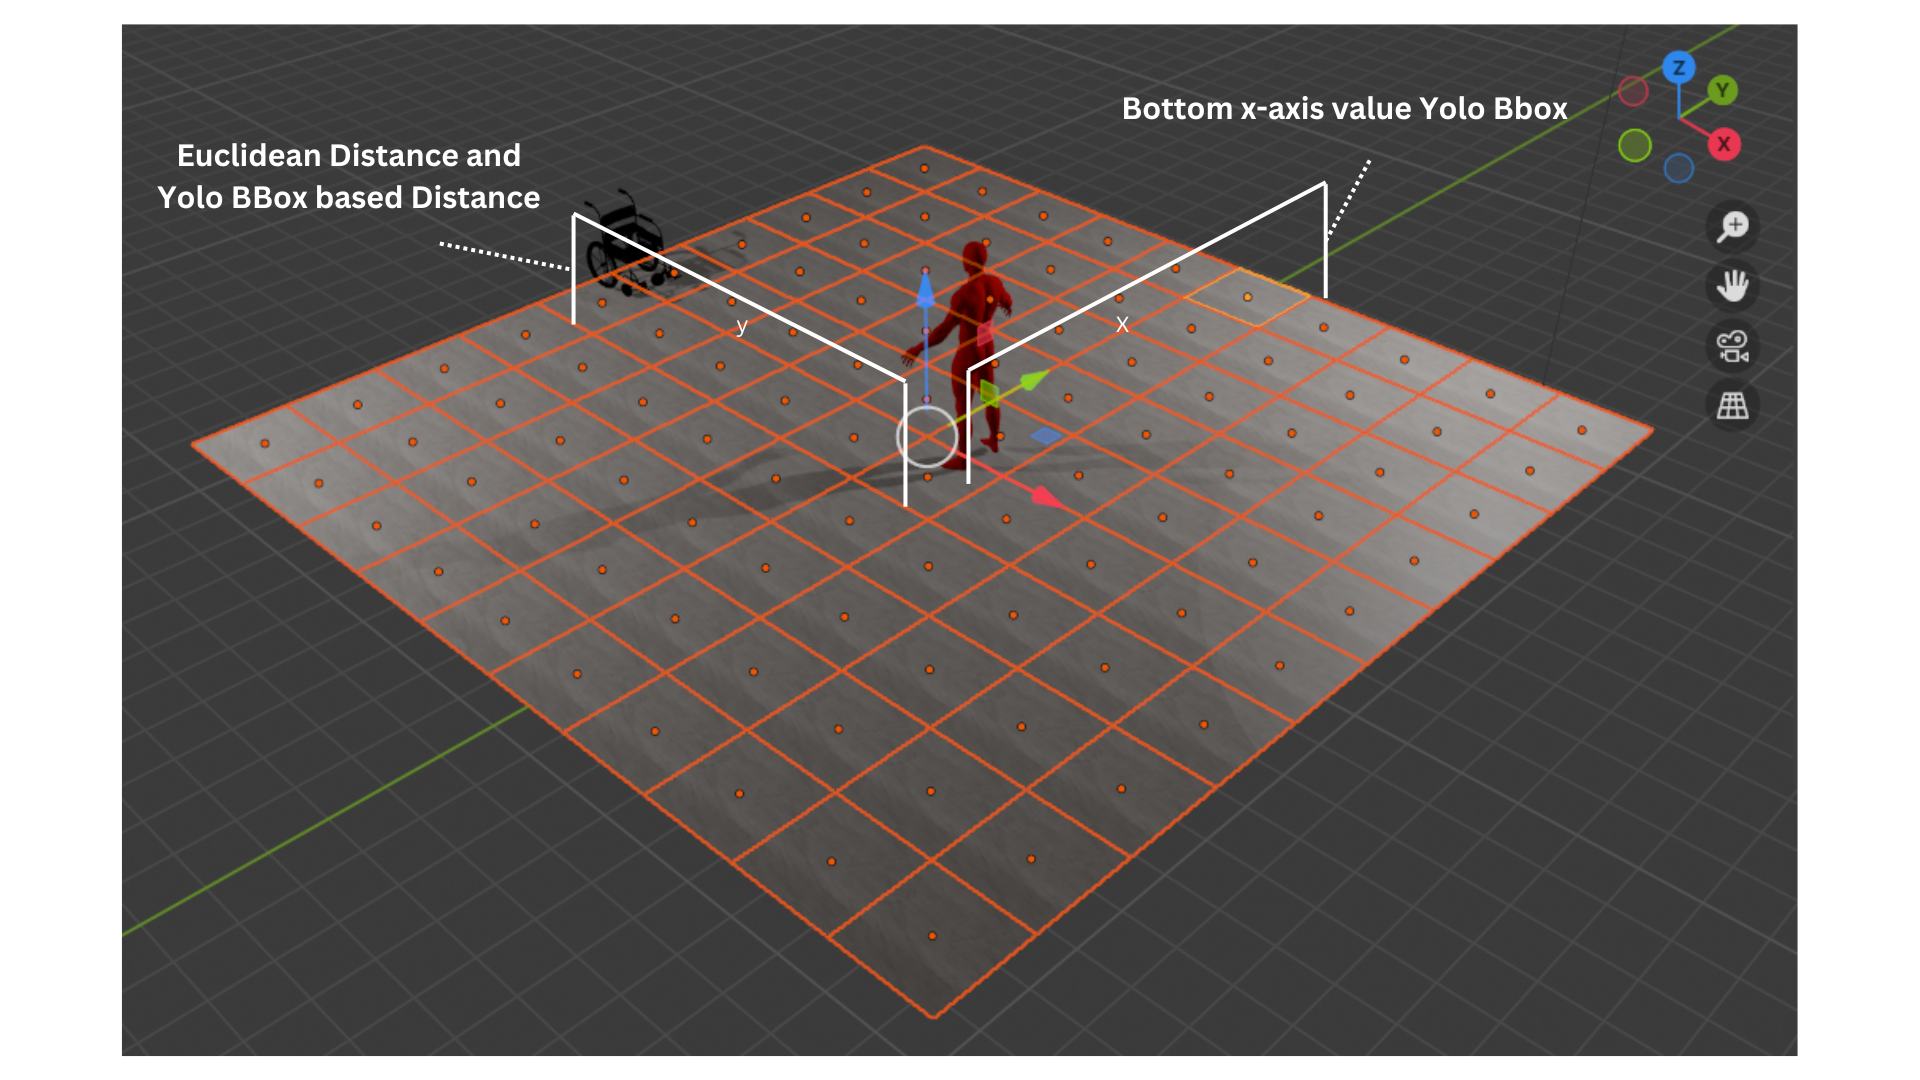 Bottom x-axis value Yolo Bbox
Euclidean Distance and
Yolo BBox based Distance
y
X
Z
Y
X